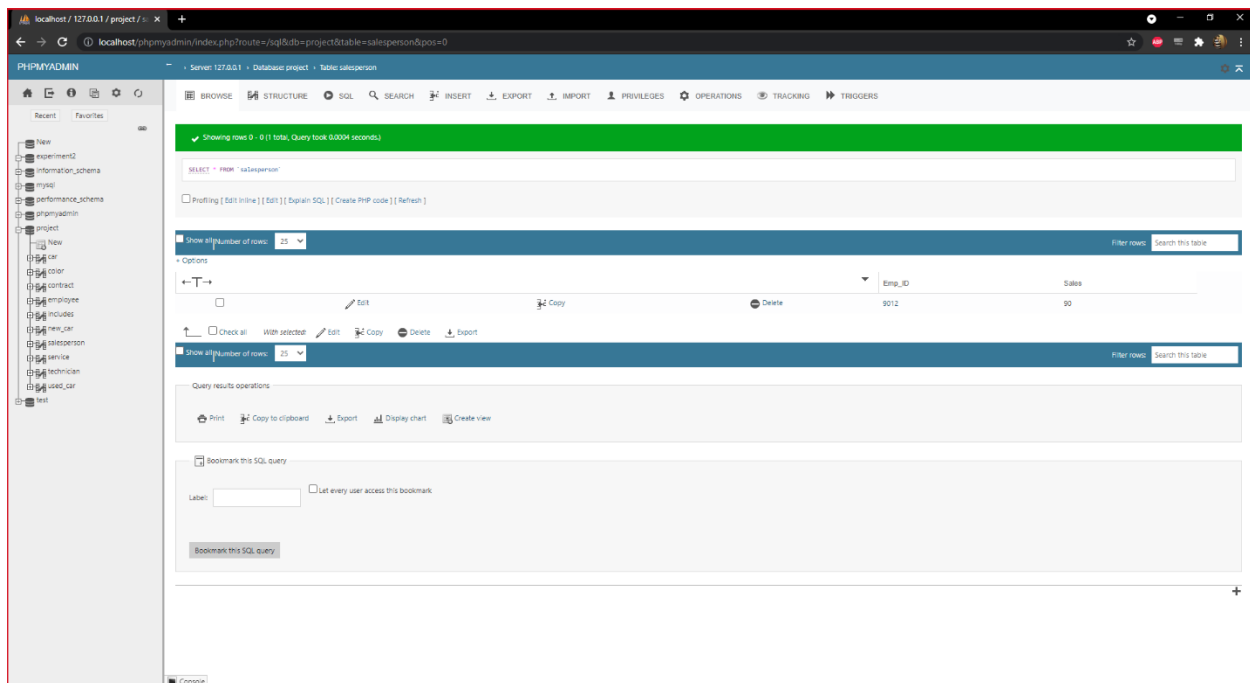 localhost / 127.0.0.1 / project / s
localhost/phpmyadmin/index.php?route=/sql&db=project&table=salesperson&pos=0
ABP
PHPMYADMIN
Server: 127.0.0.1 › Database: project › Table: salesperson
BROWSE STRUCTURE SQL SEARCH INSERT EXPORT IMPORT PRIVILEGES OPERATIONS TRACKING TRIGGERS
Recent Favorites
New
experiment2
information_schema
mysql
performance_schema
phpmyadmin
project
New
car
color
contract
employee
includes
new_car
salesperson
service
technician
used_car
test
Showing rows 0 - 0 (1 total, Query took 0.0004 seconds.)
SELECT * FROM `salesperson`
Profiling [ Edit inline ] [ Edit ] [ Explain SQL ] [ Create PHP code ] [ Refresh ]
Show all Number of rows: 25 Filter rows: Search this table
+ Options
←T→ Emp_ID Sales
Edit Copy Delete 9012 90
Check all With selected: Edit Copy Delete Export
Show all Number of rows: 25 Filter rows: Search this table
Query results operations
Print Copy to clipboard Export Display chart Create view
Bookmark this SQL query
Label: Let every user access this bookmark
Bookmark this SQL query
Console